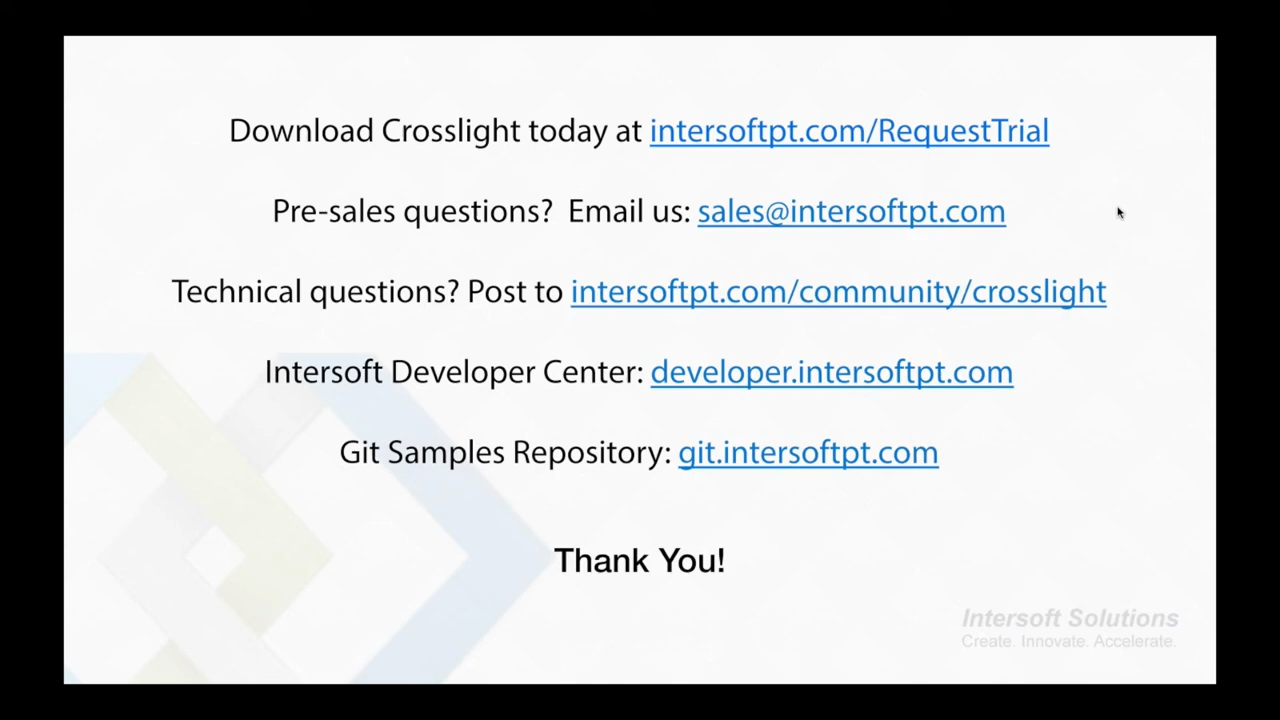 Download Crosslight today at intersoftpt.com/RequestTrial
Pre-sales questions?  Email us: sales@intersoftpt.com
Technical questions? Post to intersoftpt.com/community/crosslight
Intersoft Developer Center: developer.intersoftpt.com
Git Samples Repository: git.intersoftpt.com
Thank You!
Intersoft Solutions
Create. Innovate. Accelerate.